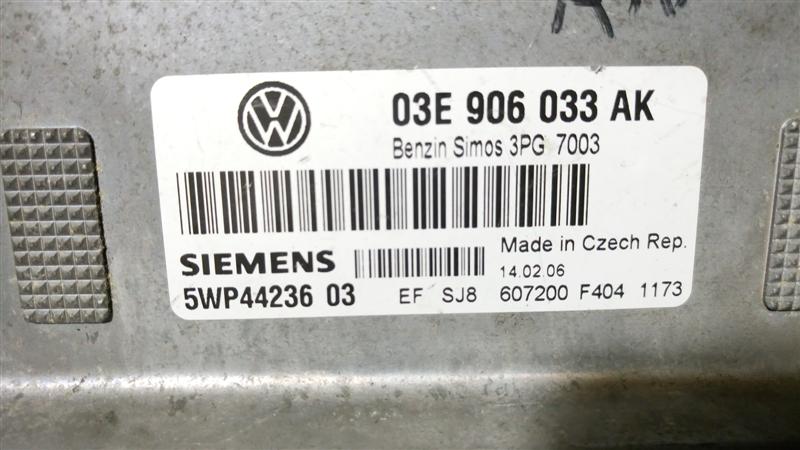 03E 906 033 AK
Benzin Simos 3PG 7003
Made in Czech Rep.
SIEMENS
14.02.06
5WP44236 03 EF SJ8 607200 F404 1173